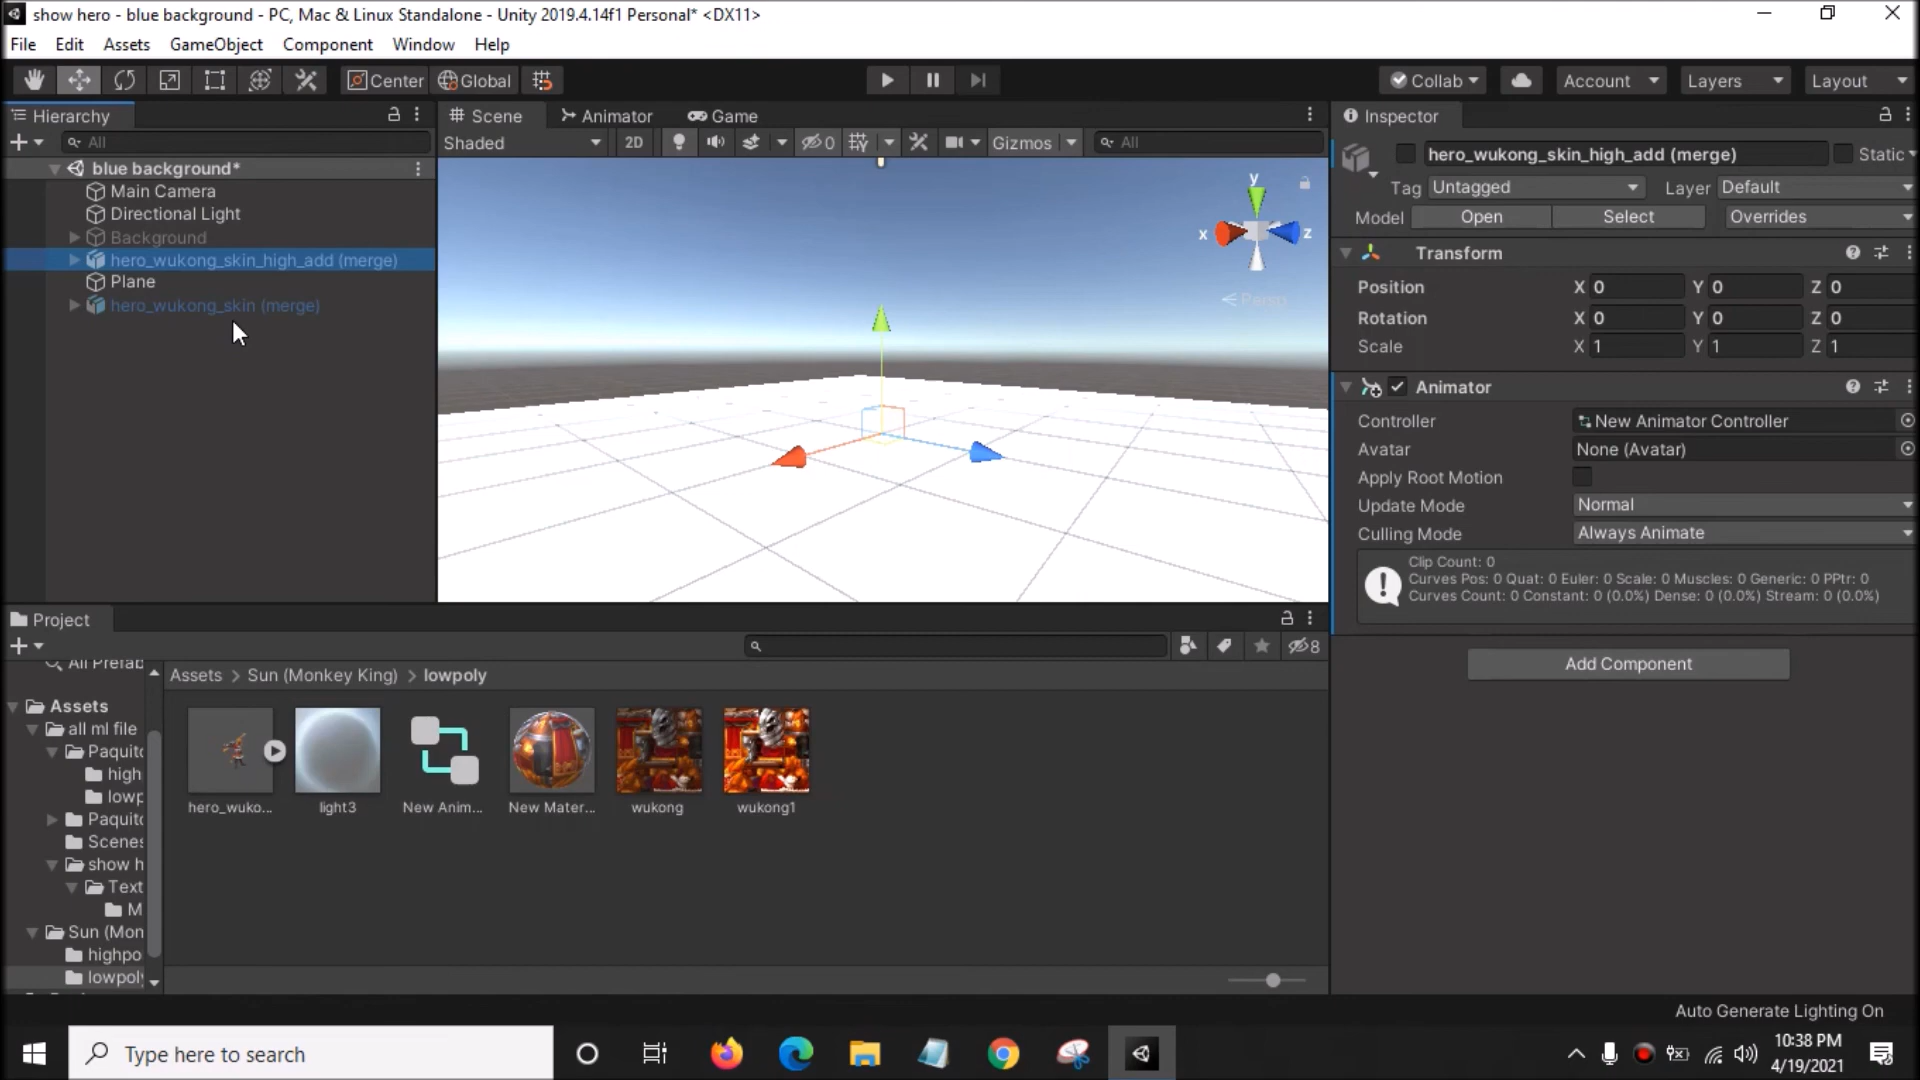 show hero - blue background - PC, Mac & Linux Standalone - Unity 2019.4.14f1 Personal* <DX11>
File Edit Assets GameObject Component Window Help
Center Global Collab Account Layers Layout
Hierarchy
All
blue background*
Main Camera
Directional Light
Background
hero_wukong_skin_high_add (merge)
Plane
hero_wukong_skin (merge)
Scene Animator Game
Shaded 2D 0 Gizmos All
y
x z
Persp
Inspector
hero_wukong_skin_high_add (merge) Static
Tag Untagged Layer Default
Model Open Select Overrides
Transform
Position X 0 Y 0 Z 0
Rotation X 0 Y 0 Z 0
Scale X 1 Y 1 Z 1
Animator
Controller New Animator Controller
Avatar None (Avatar)
Apply Root Motion
Update Mode Normal
Culling Mode Always Animate
Clip Count: 0
Curves Pos: 0 Quat: 0 Euler: 0 Scale: 0 Muscles: 0 Generic: 0 PPtr: 0
Curves Count: 0 Constant: 0 (0.0%) Dense: 0 (0.0%) Stream: 0 (0.0%)
Add Component
Project
8
All Prefab
Assets
all ml file
Paquito
high
lowp
Paquito
Scenes
show h
Text
M
Sun (Mon
highpo
lowpoly
Assets > Sun (Monkey King) > lowpoly
hero_wuko... light3 New Anim... New Mater... wukong wukong1
Auto Generate Lighting On
Type here to search
10:38 PM
4/19/2021